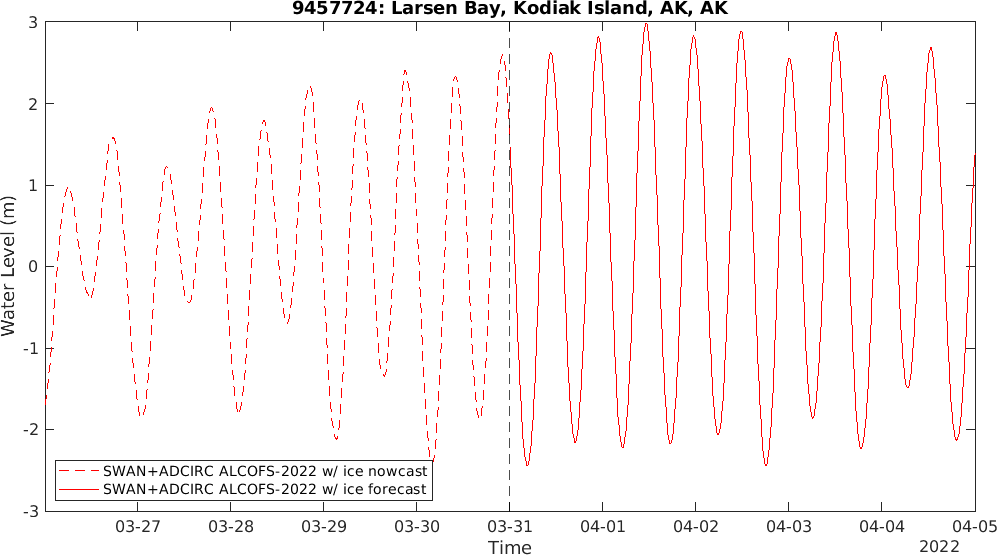 9457724: Larsen Bay, Kodiak Island, AK, AK
3
2
1
0
-1
-2
-3
Water Level (m)
SWAN+ADCIRC ALCOFS-2022 w/ ice nowcast
SWAN+ADCIRC ALCOFS-2022 w/ ice forecast
03-27 03-28 03-29 03-30 03-31 04-01 04-02 04-03 04-04 04-05
Time
2022